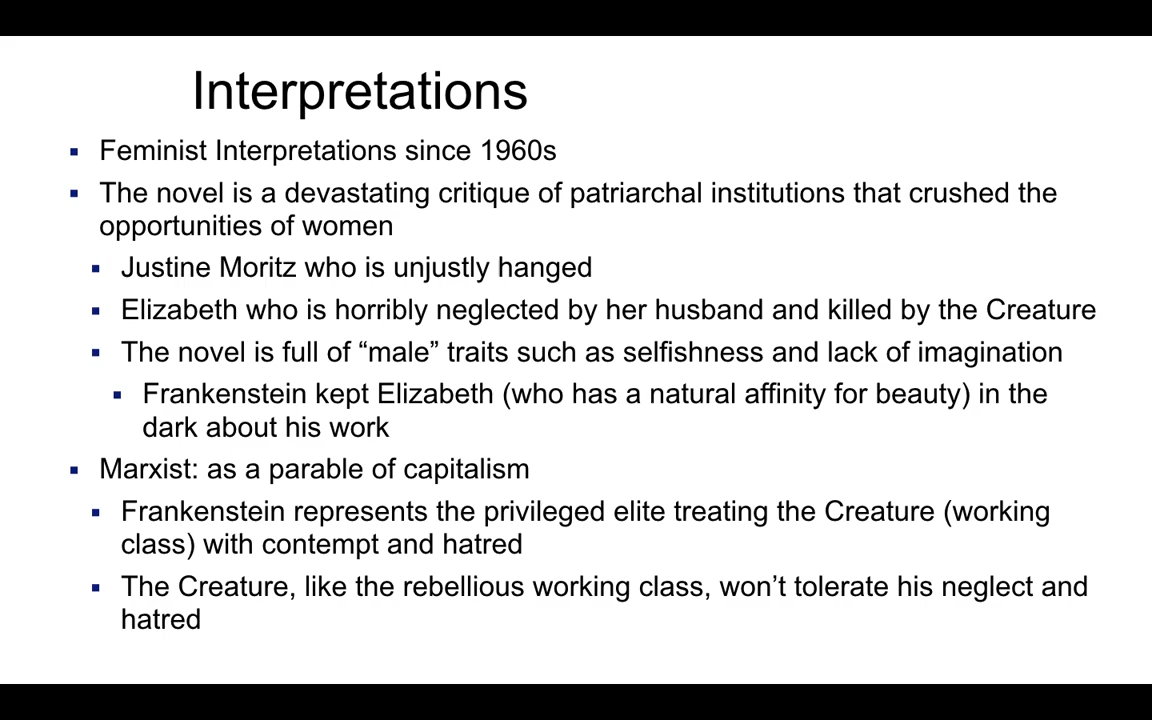 Interpretations
▪ Feminist Interpretations since 1960s
▪ The novel is a devastating critique of patriarchal institutions that crushed the
opportunities of women
▪ Justine Moritz who is unjustly hanged
▪ Elizabeth who is horribly neglected by her husband and killed by the Creature
▪ The novel is full of “male” traits such as selfishness and lack of imagination
▪ Frankenstein kept Elizabeth (who has a natural affinity for beauty) in the
dark about his work
▪ Marxist: as a parable of capitalism
▪ Frankenstein represents the privileged elite treating the Creature (working
class) with contempt and hatred
▪ The Creature, like the rebellious working class, won’t tolerate his neglect and
hatred